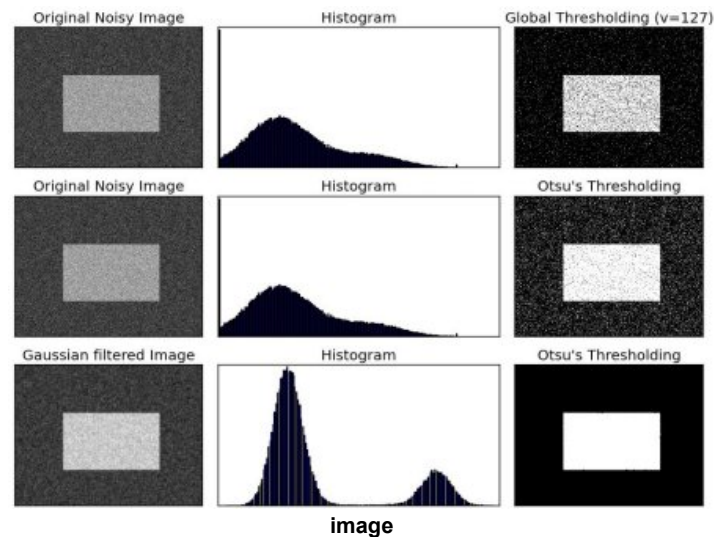 Original Noisy Image
Histogram
Global Thresholding (v=127)
Original Noisy Image
Histogram
Otsu's Thresholding
Gaussian filtered Image
Histogram
Otsu's Thresholding
image